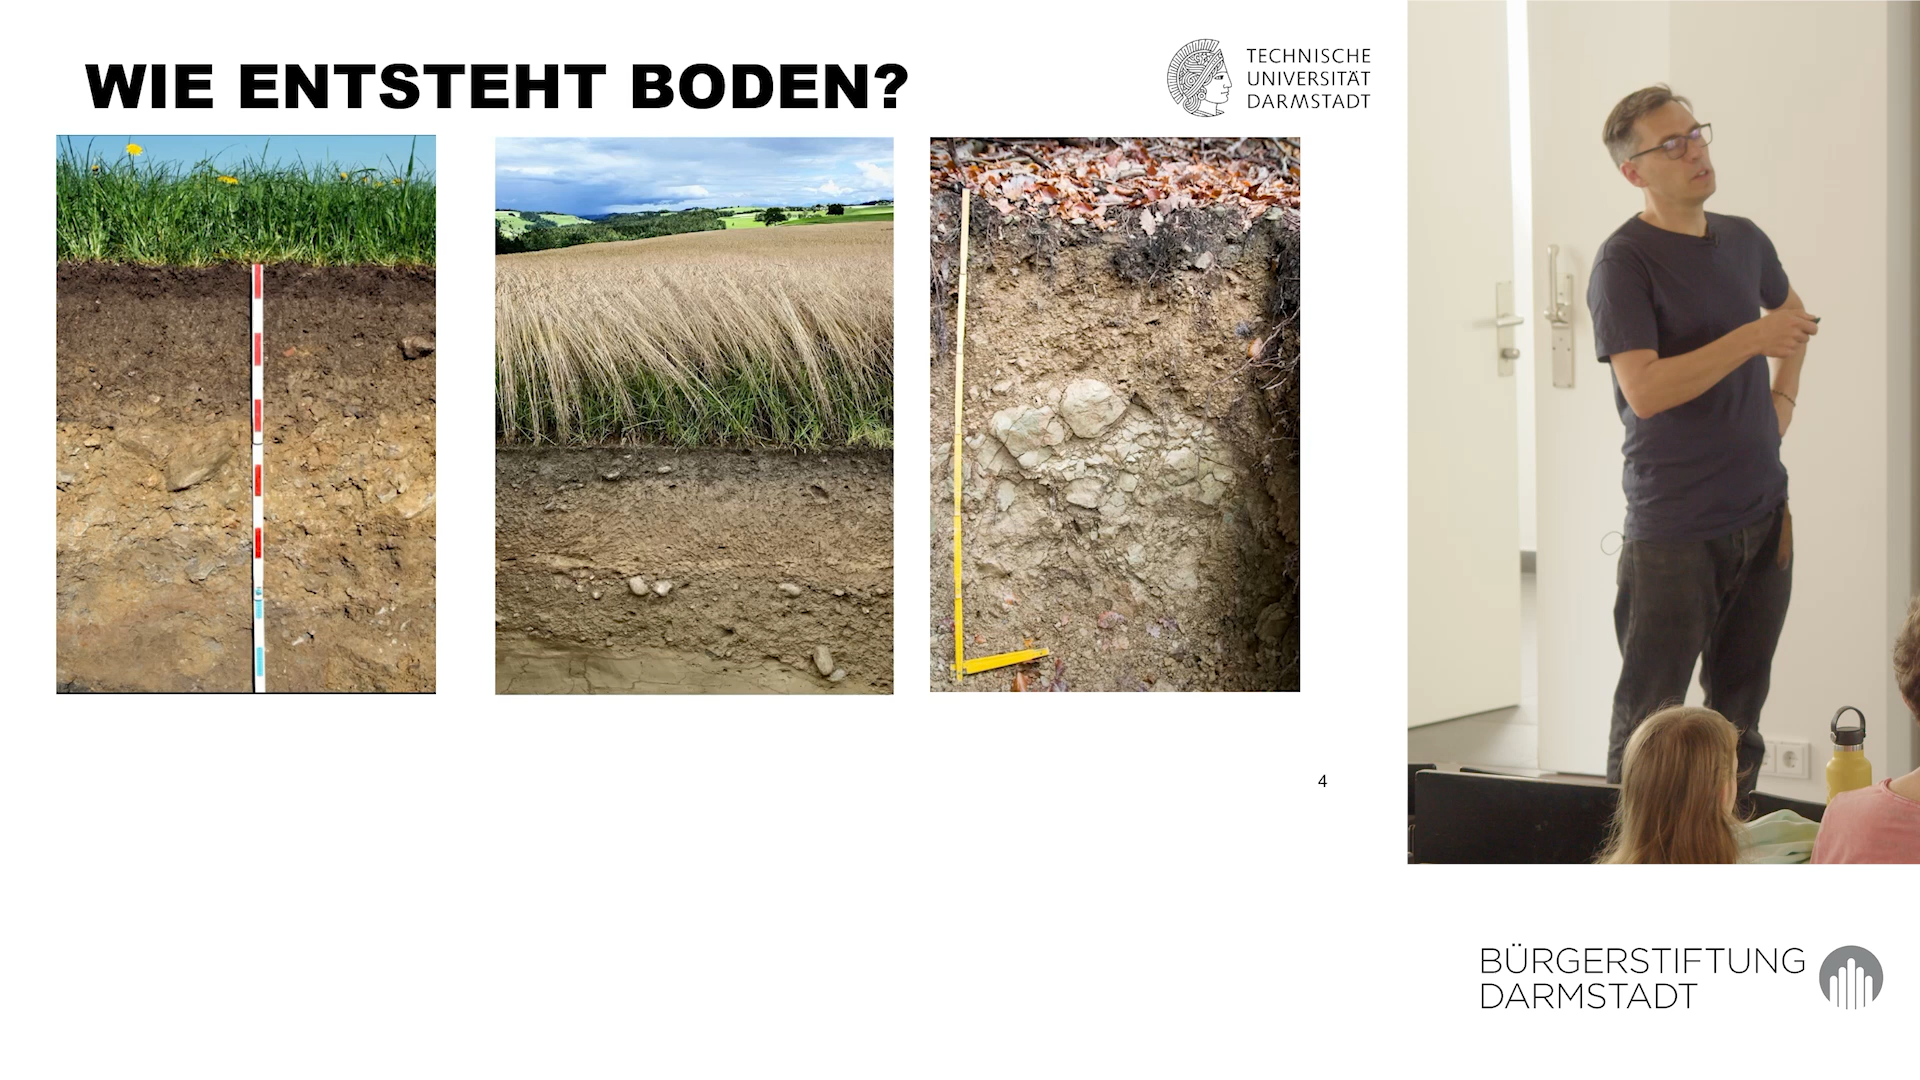 WIE ENTSTEHT BODEN?
TECHNISCHE
UNIVERSITÄT
DARMSTADT
4
BÜRGERSTIFTUNG
DARMSTADT